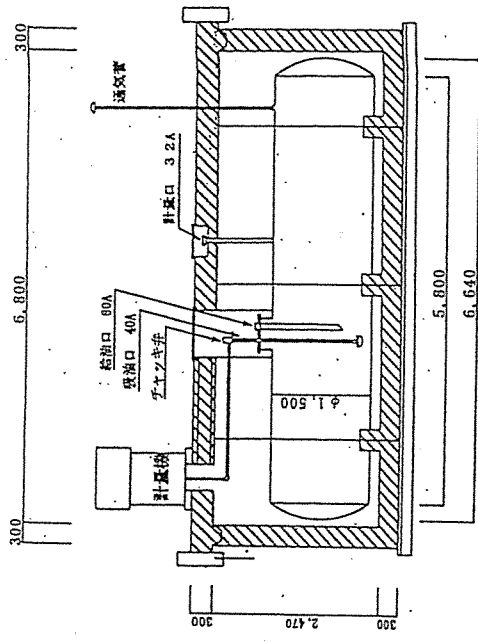 300
6,800
300
通気管
計量口 32A
給油口 80A
吸油口 40A
チャッキ弁
計量機
φ1,500
300
2,470
300
5,800
6,640